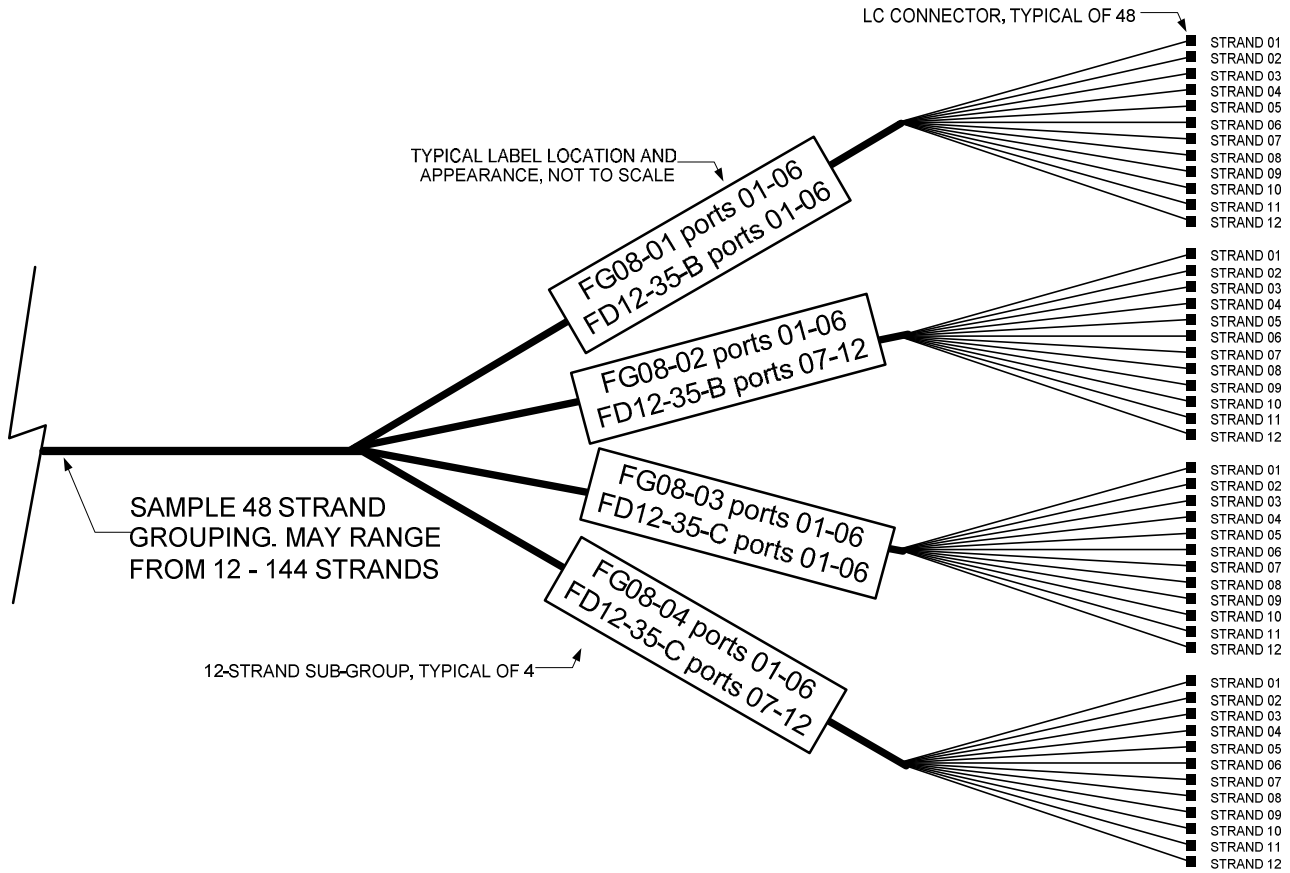 LC CONNECTOR, TYPICAL OF 48
STRAND 01
STRAND 02
STRAND 03
STRAND 04
STRAND 05
STRAND 06
STRAND 07
STRAND 08
STRAND 09
STRAND 10
STRAND 11
STRAND 12
TYPICAL LABEL LOCATION AND
APPEARANCE, NOT TO SCALE
FG08-01 ports 01-06
FD12-35-B ports 01-06
STRAND 01
STRAND 02
STRAND 03
STRAND 04
STRAND 05
STRAND 06
STRAND 07
STRAND 08
STRAND 09
STRAND 10
STRAND 11
STRAND 12
FG08-02 ports 01-06
FD12-35-B ports 07-12
SAMPLE 48 STRAND
GROUPING. MAY RANGE
FROM 12 - 144 STRANDS
FG08-03 ports 01-06
FD12-35-C ports 01-06
STRAND 01
STRAND 02
STRAND 03
STRAND 04
STRAND 05
STRAND 06
STRAND 07
STRAND 08
STRAND 09
STRAND 10
STRAND 11
STRAND 12
FG08-04 ports 01-06
FD12-35-C ports 07-12
12-STRAND SUB-GROUP, TYPICAL OF 4
STRAND 01
STRAND 02
STRAND 03
STRAND 04
STRAND 05
STRAND 06
STRAND 07
STRAND 08
STRAND 09
STRAND 10
STRAND 11
STRAND 12